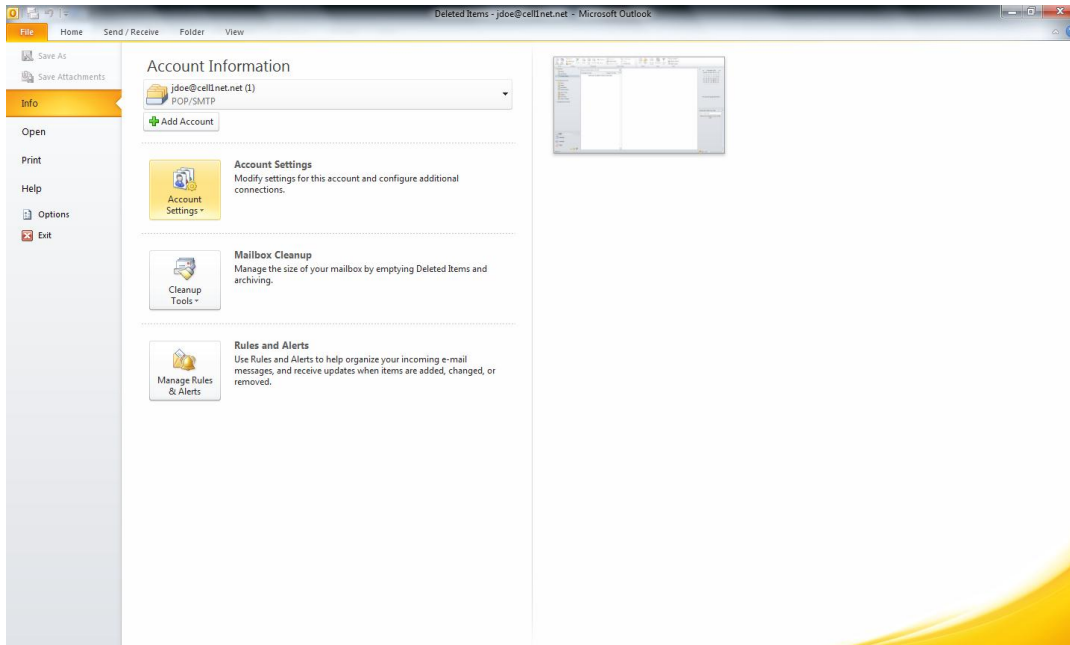 Deleted Items - jdoe@cell1net.net - Microsoft Outlook
File Home Send / Receive Folder View
Save As
Save Attachments
Info
Open
Print
Help
Options
Exit
Account Information
jdoe@cell1net.net (1)
POP/SMTP
Add Account
Account Settings
Account Settings
Modify settings for this account and configure additional
connections.
Cleanup
Tools
Mailbox Cleanup
Manage the size of your mailbox by emptying Deleted Items and
archiving.
Manage Rules
& Alerts
Rules and Alerts
Use Rules and Alerts to help organize your incoming e-mail
messages, and receive updates when items are added, changed, or
removed.